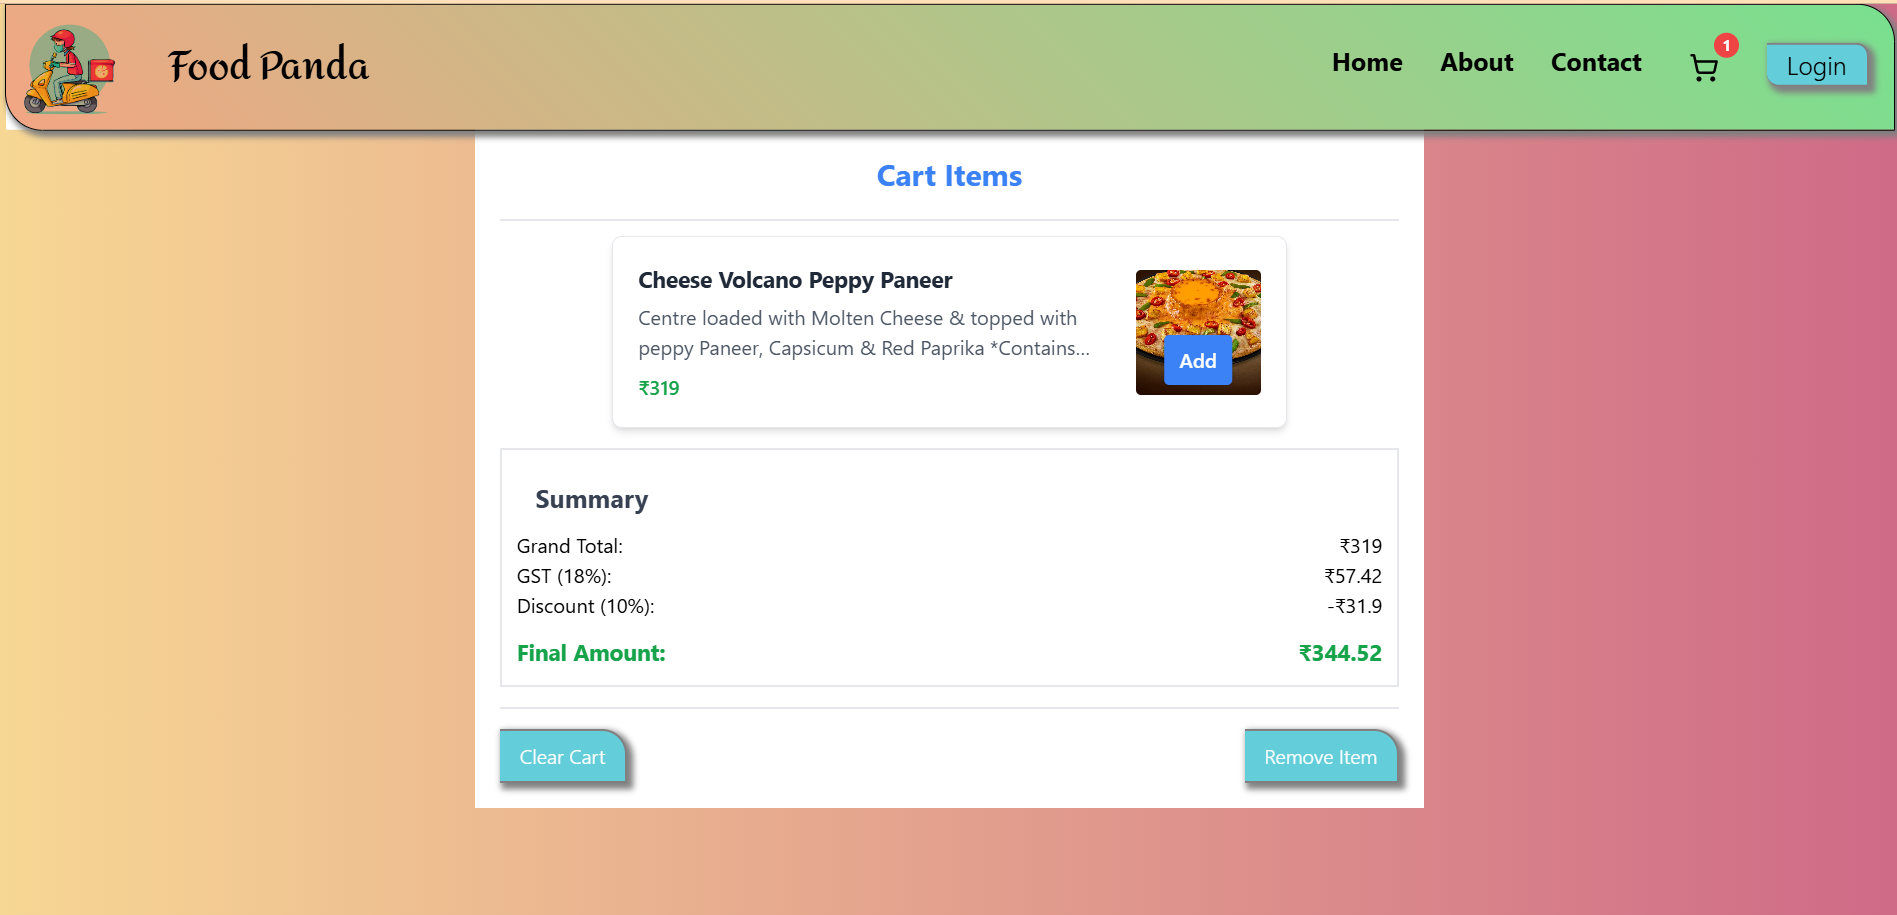 Food Panda
Home
About
Contact
1
Login
Cart Items
Cheese Volcano Peppy Paneer
Centre loaded with Molten Cheese & topped with
peppy Paneer, Capsicum & Red Paprika *Contains...
₹319
Add
Summary
Grand Total: ₹319
GST (18%): ₹57.42
Discount (10%): -₹31.9
Final Amount: ₹344.52
Clear Cart
Remove Item